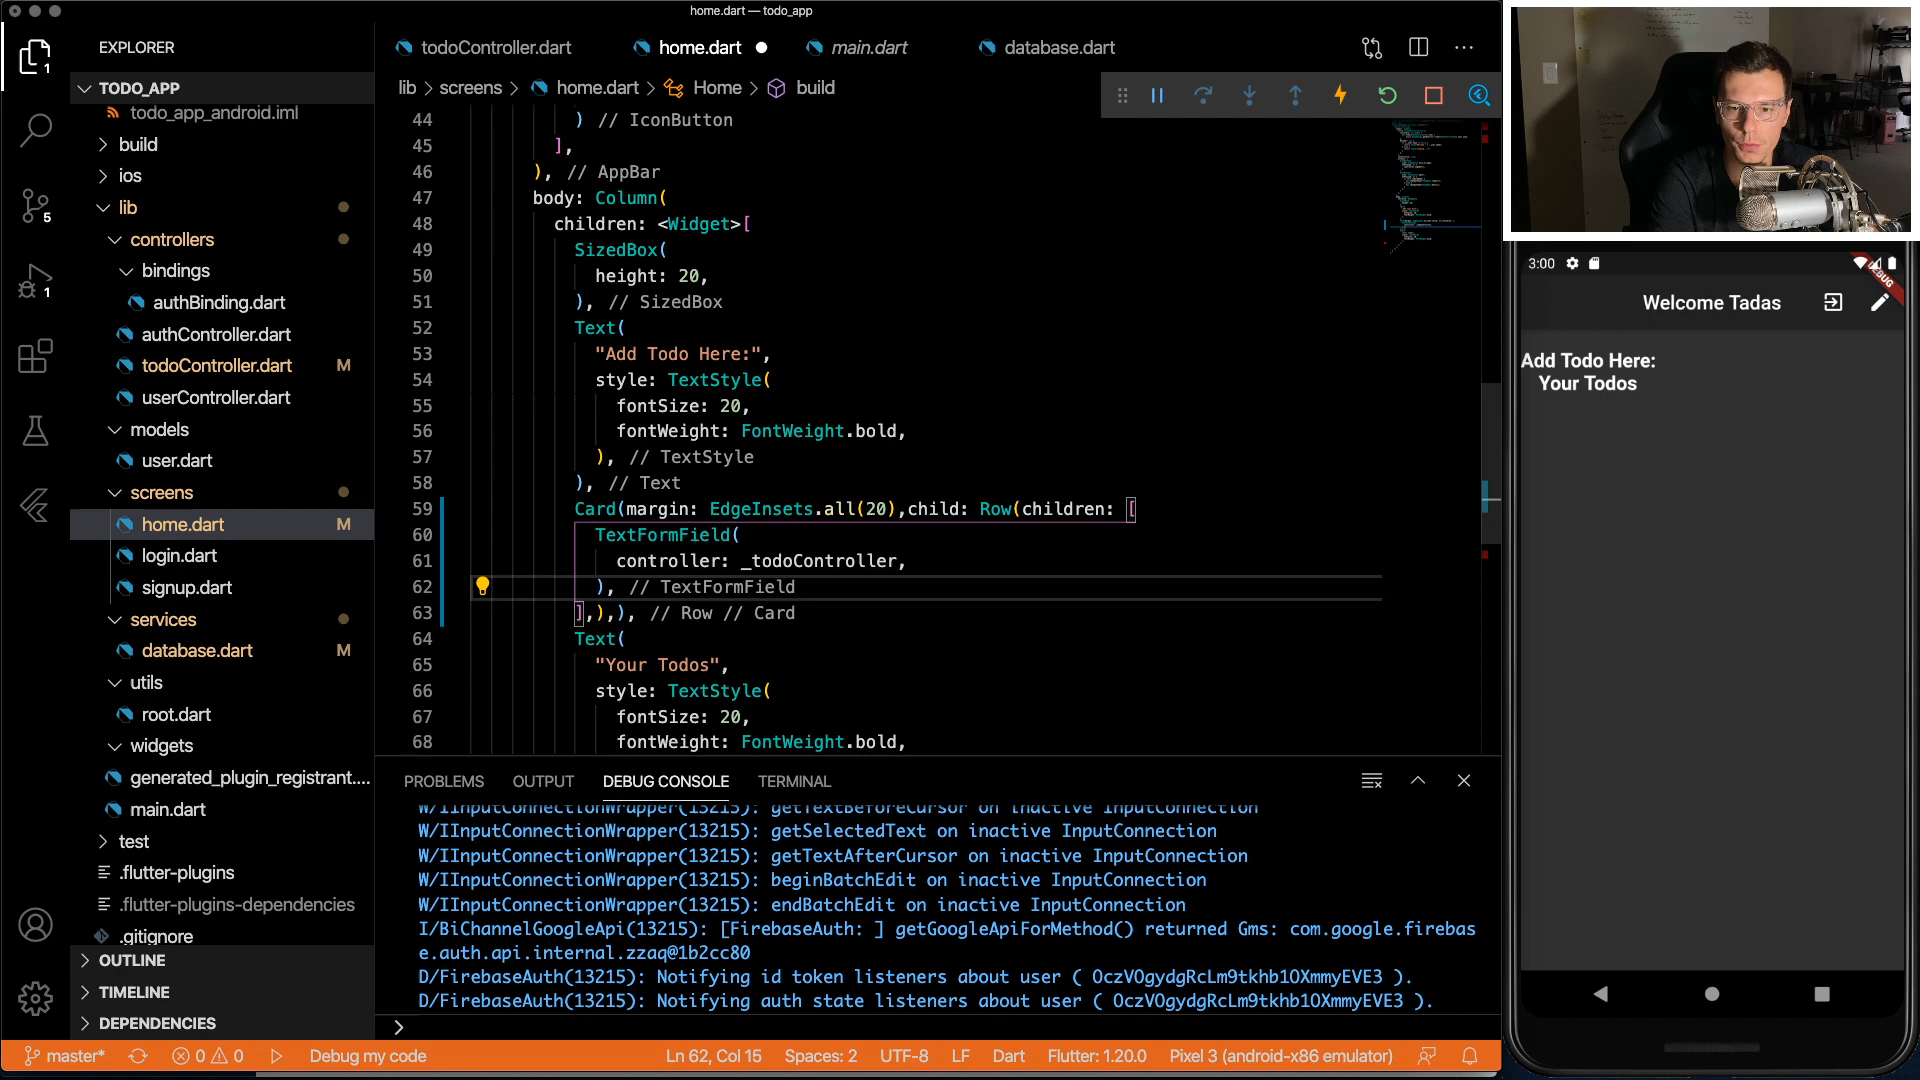 home.dart — todo_app
EXPLORER
TODO_APP
todo_app_android.iml
build
ios
lib
controllers
bindings
authBinding.dart
authController.dart
todoController.dart M
userController.dart
models
user.dart
screens
home.dart M
login.dart
signup.dart
services
database.dart M
utils
root.dart
widgets
generated_plugin_registrant....
main.dart
test
.flutter-plugins
.flutter-plugins-dependencies
.gitignore
OUTLINE
TIMELINE
DEPENDENCIES
1
5
1
todoController.dart home.dart main.dart database.dart
lib > screens > home.dart > Home > build
44 ) // IconButton
45 ],
46 ), // AppBar
47 body: Column(
48 children: <Widget>[
49 SizedBox(
50 height: 20,
51 ), // SizedBox
52 Text(
53 "Add Todo Here:",
54 style: TextStyle(
55 fontSize: 20,
56 fontWeight: FontWeight.bold,
57 ), // TextStyle
58 ), // Text
59 Card(margin: EdgeInsets.all(20),child: Row(children: [
60 TextFormField(
61 controller: _todoController,
62 ), // TextFormField
63 ],),), // Row // Card
64 Text(
65 "Your Todos",
66 style: TextStyle(
67 fontSize: 20,
68 fontWeight: FontWeight.bold,
PROBLEMS OUTPUT DEBUG CONSOLE TERMINAL
W/IInputConnectionWrapper(13215): getTextBeforeCursor on inactive InputConnection
W/IInputConnectionWrapper(13215): getSelectedText on inactive InputConnection
W/IInputConnectionWrapper(13215): getTextAfterCursor on inactive InputConnection
W/IInputConnectionWrapper(13215): beginBatchEdit on inactive InputConnection
W/IInputConnectionWrapper(13215): endBatchEdit on inactive InputConnection
I/BiChannelGoogleApi(13215): [FirebaseAuth: ] getGoogleApiForMethod() returned Gms: com.google.firebas
e.auth.api.internal.zzaq@1b2cc80
D/FirebaseAuth(13215): Notifying id token listeners about user ( OczVOgydgRcLm9tkhb1OXmmyEVE3 ).
D/FirebaseAuth(13215): Notifying auth state listeners about user ( OczVOgydgRcLm9tkhb1OXmmyEVE3 ).
>
master* 0 0 Debug my code Ln 62, Col 15 Spaces: 2 UTF-8 LF Dart Flutter: 1.20.0 Pixel 3 (android-x86 emulator)
3:00
DEBUG
Welcome Tadas
Add Todo Here:
Your Todos